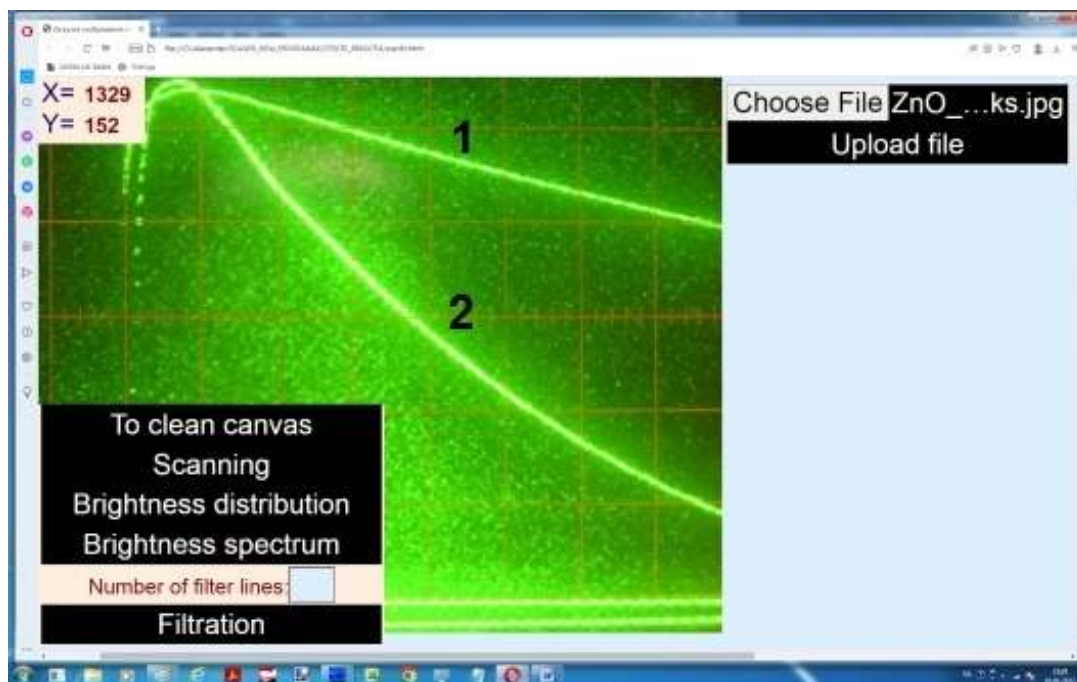 X= 1329
Y= 152
Choose File ZnO_...ks.jpg
Upload file
1
2
To clean canvas
Scanning
Brightness distribution
Brightness spectrum
Number of filter lines:
Filtration